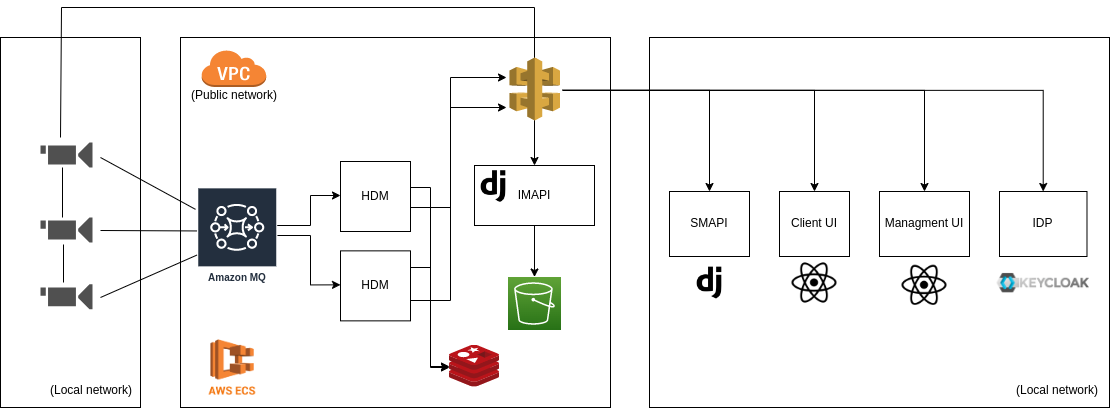 VPC
(Public network)
HDM
dj
IMAPI
SMAPI
Client UI
Managment UI
IDP
Amazon MQ
HDM
dj
KEYCLOAK
AWS ECS
(Local network)
(Local network)